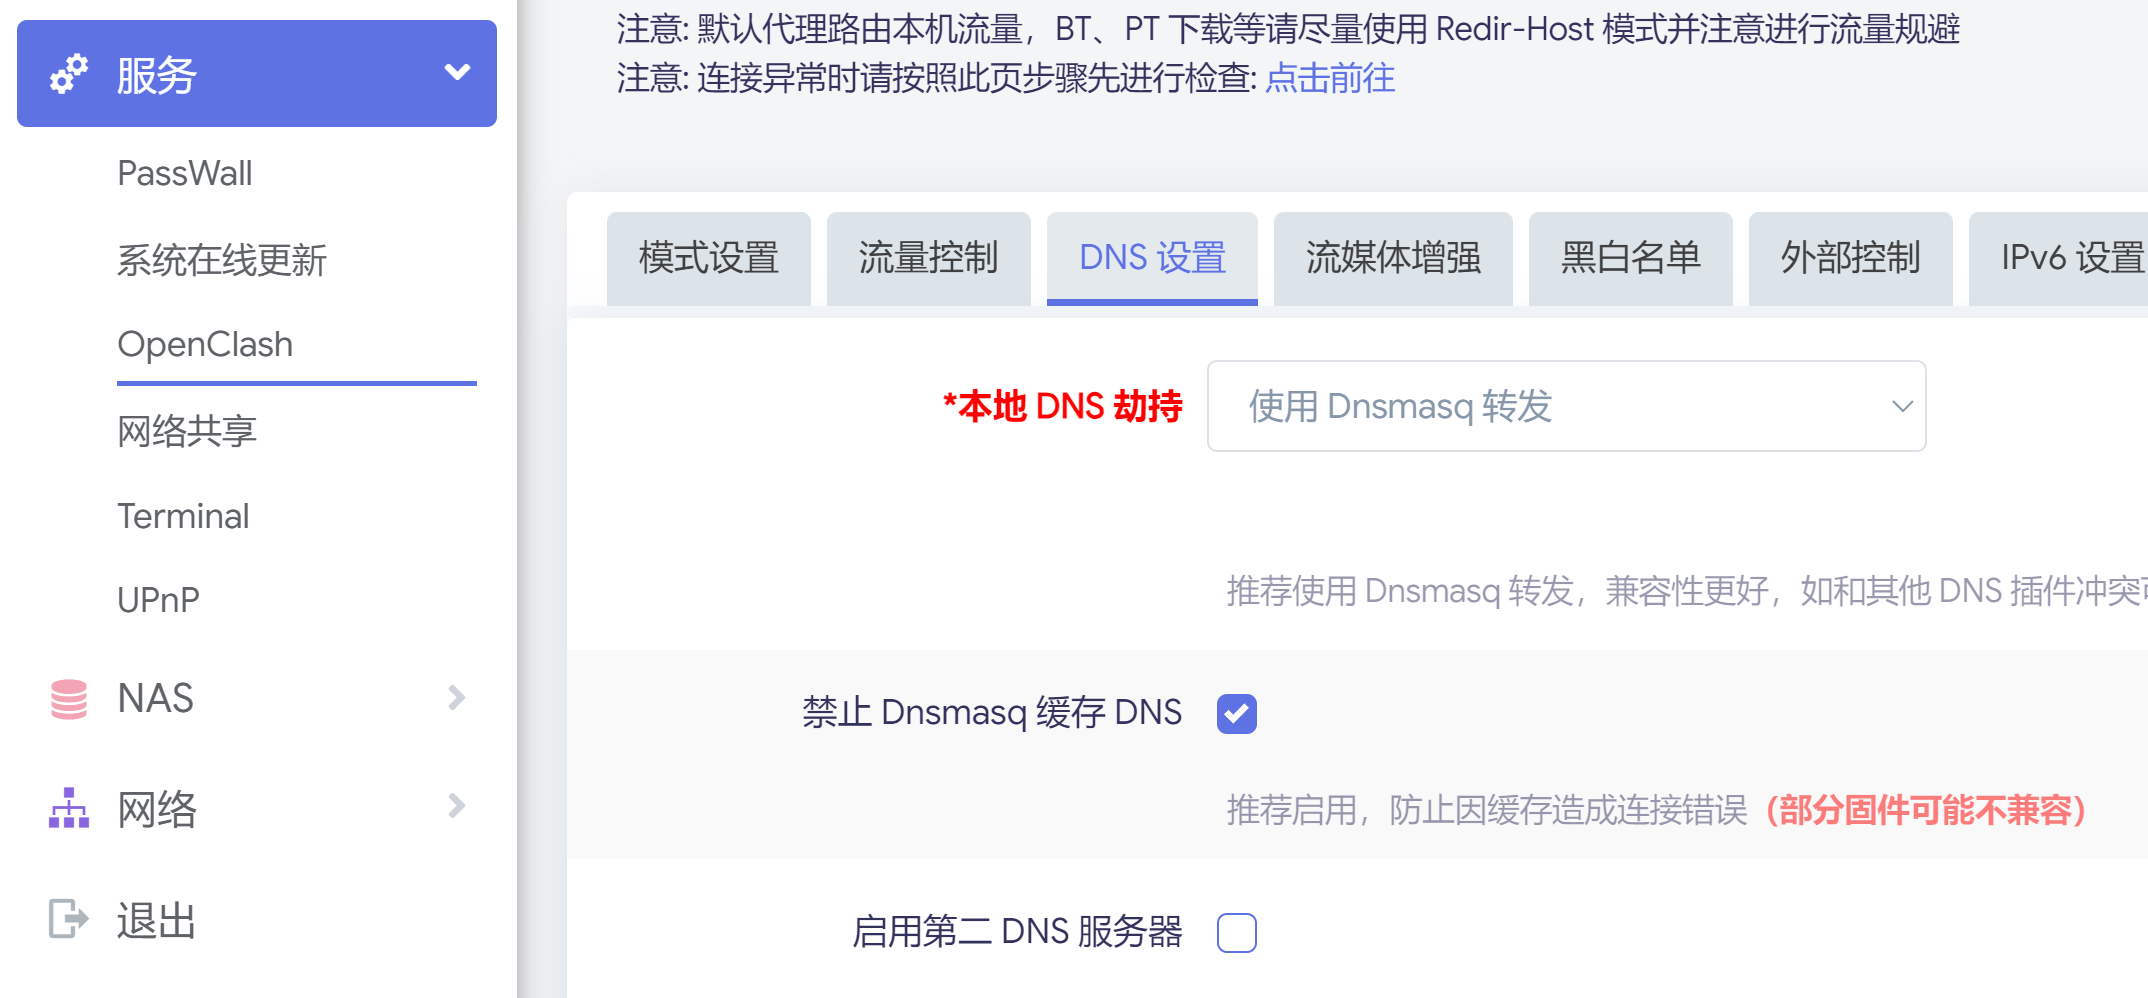 服务
PassWall
系统在线更新
OpenClash
网络共享
Terminal
UPnP
NAS
网络
退出
注意: 默认代理路由本机流量，BT、PT 下载等请尽量使用 Redir-Host 模式并注意进行流量规避
注意: 连接异常时请按照此页步骤先进行检查: 点击前往
模式设置 流量控制 DNS 设置 流媒体增强 黑白名单 外部控制 IPv6 设置
*本地 DNS 劫持 使用 Dnsmasq 转发
推荐使用 Dnsmasq 转发，兼容性更好，如和其他 DNS 插件冲突
禁止 Dnsmasq 缓存 DNS
推荐启用，防止因缓存造成连接错误（部分固件可能不兼容）
启用第二 DNS 服务器